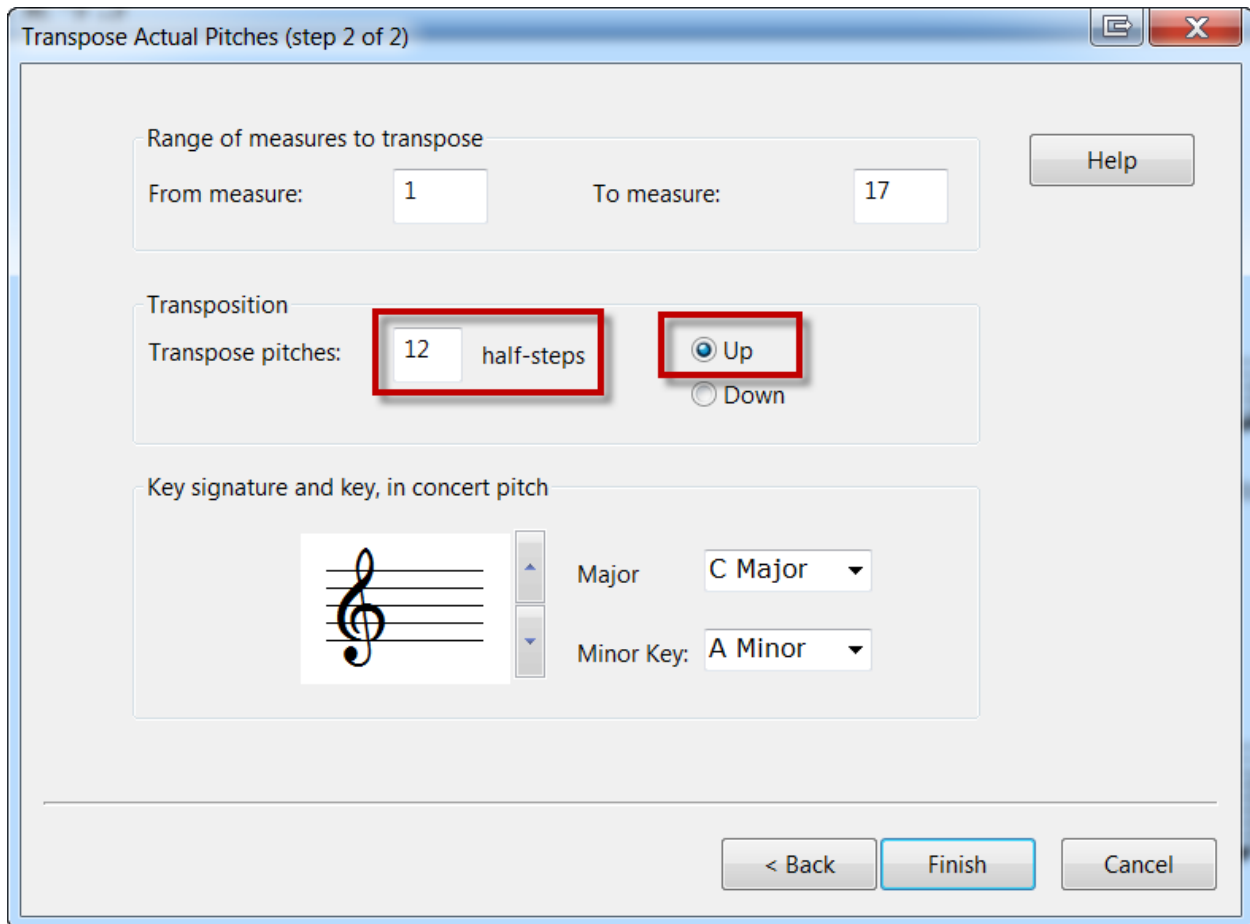 Transpose Actual Pitches (step 2 of 2)
Range of measures to transpose
From measure: 1 To measure: 17
Help
Transposition
Transpose pitches: 12 half-steps Up
Down
Key signature and key, in concert pitch
Major C Major
Minor Key: A Minor
< Back Finish Cancel